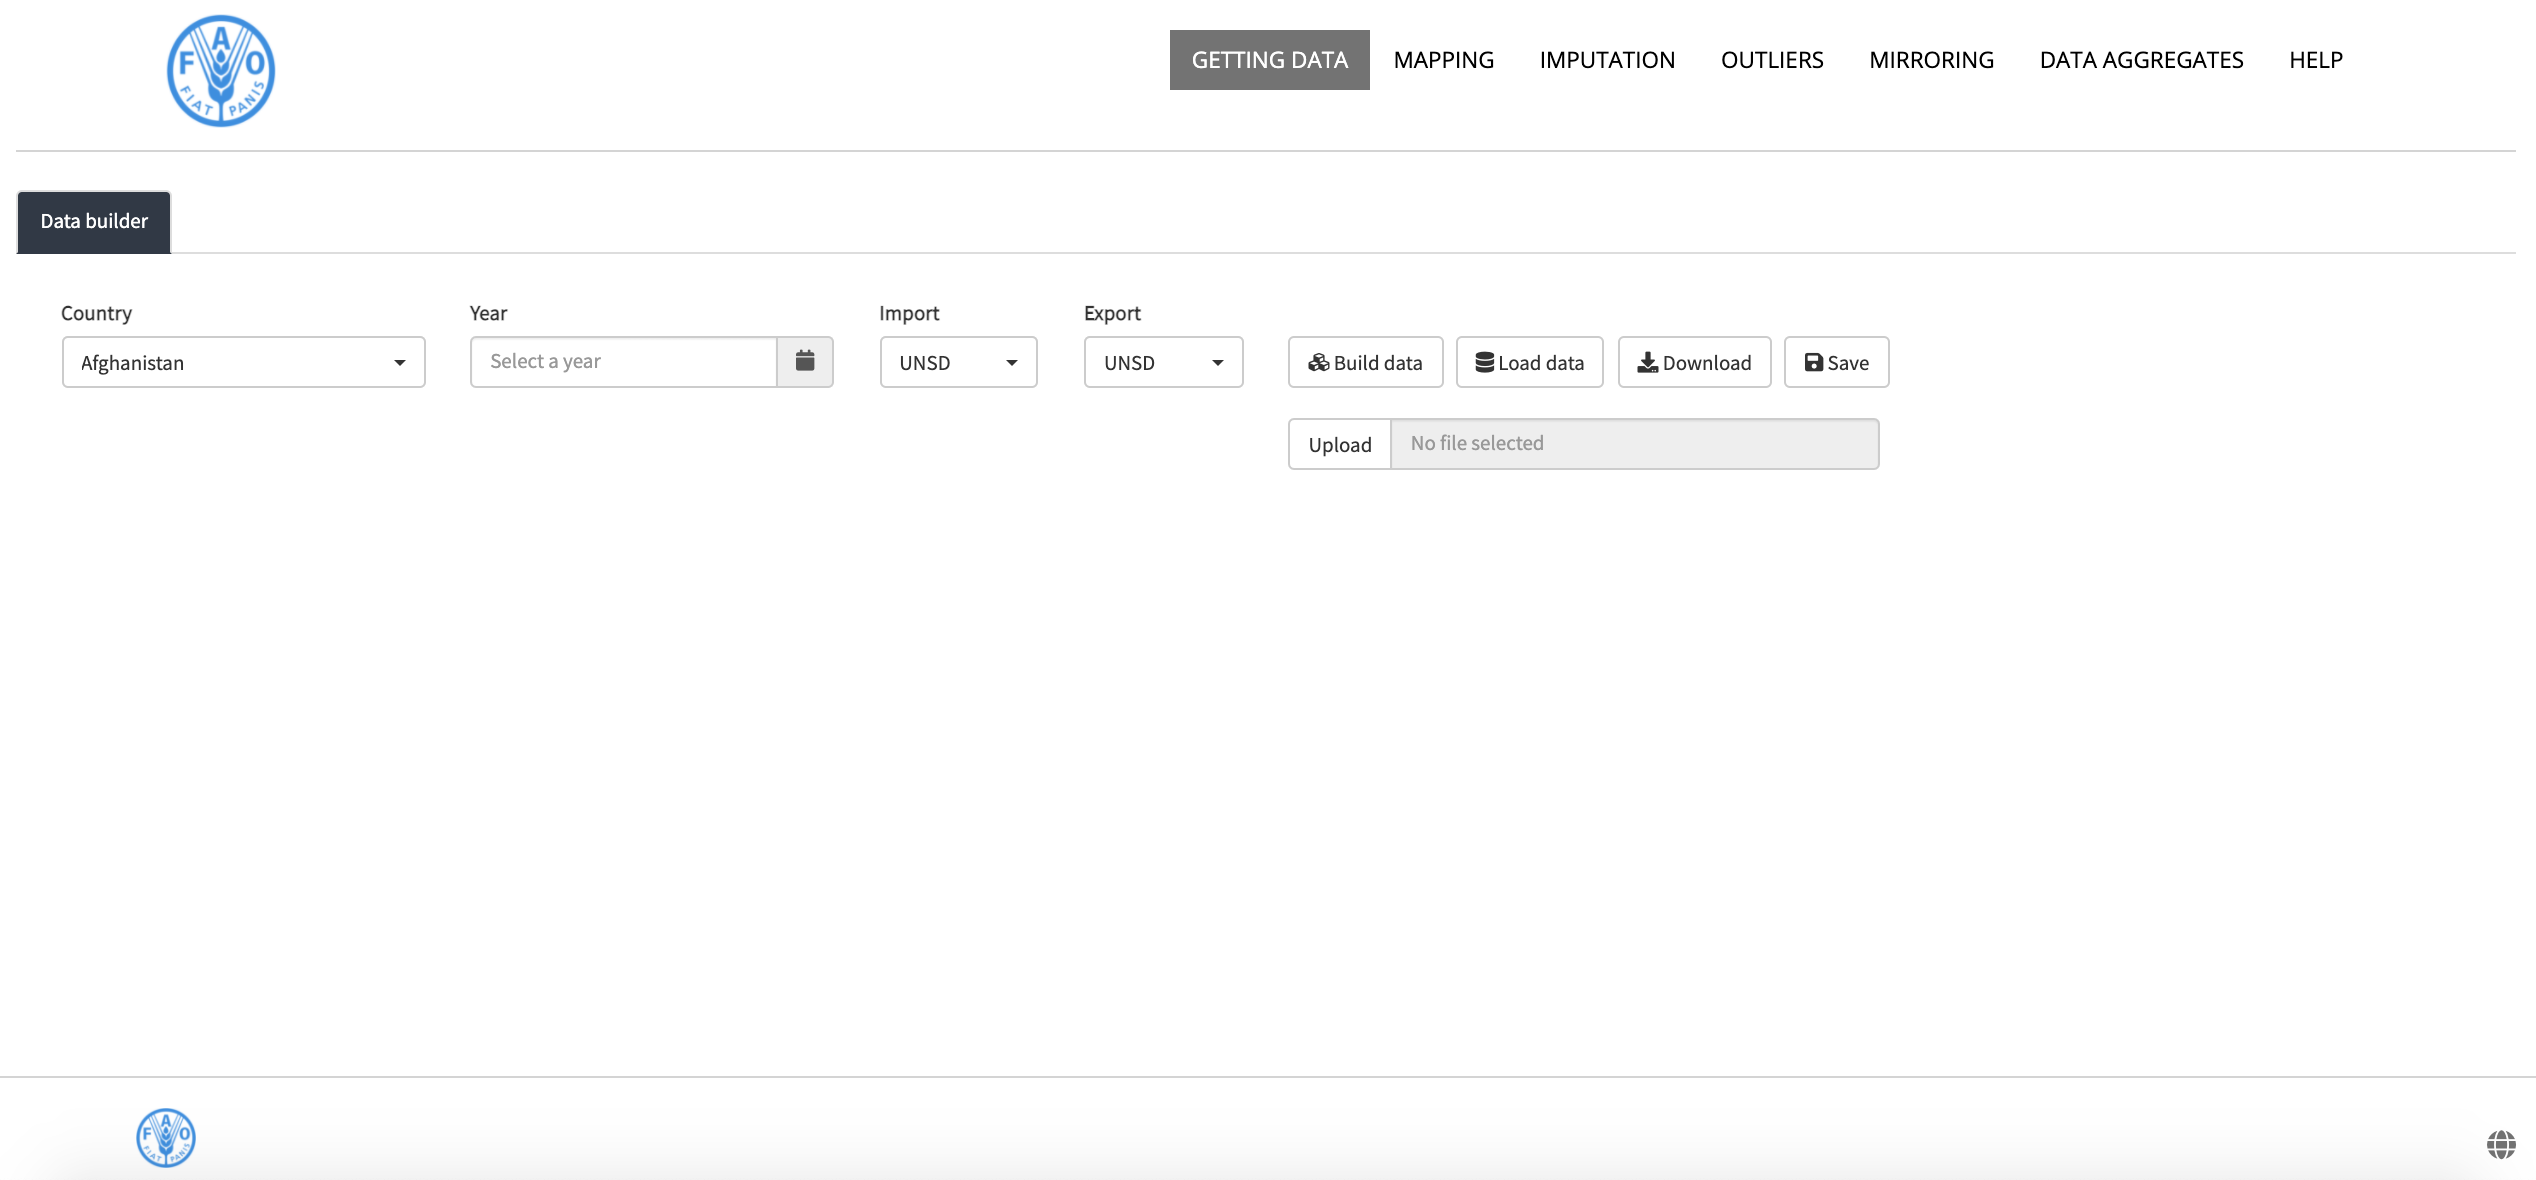 F A O
FIAT PANIS
GETTING DATA MAPPING IMPUTATION OUTLIERS MIRRORING DATA AGGREGATES HELP
Data builder
Country Year Import Export
Afghanistan Select a year UNSD UNSD Build data Load data Download Save
Upload No file selected
F A O
FIAT PANIS